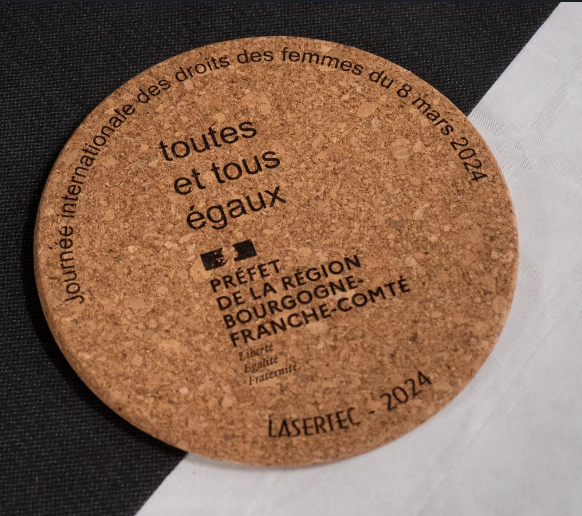 Journée internationale des droits des femmes du 8 mars 2024
toutes
et tous
égaux
PRÉFET
DE LA RÉGION
BOURGOGNE-
FRANCHE-COMTÉ
Liberté
Égalité
Fraternité
LASERTEC - 2024